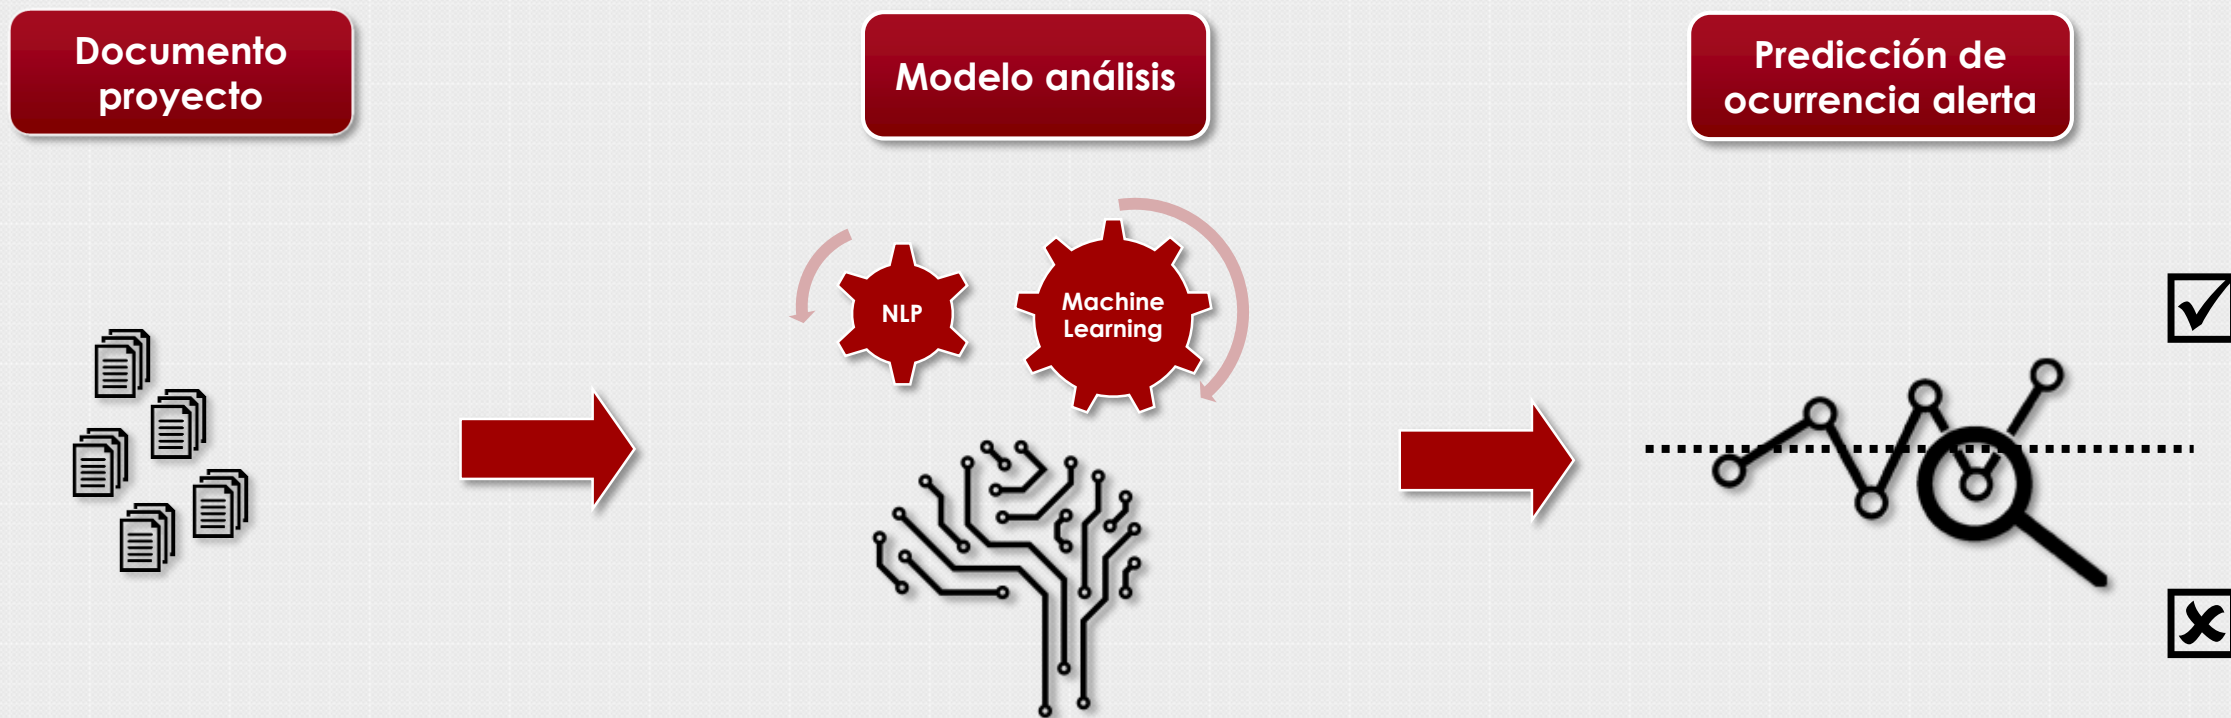 Documento
proyecto
Modelo análisis
Predicción de
ocurrencia alerta
NLP
Machine
Learning